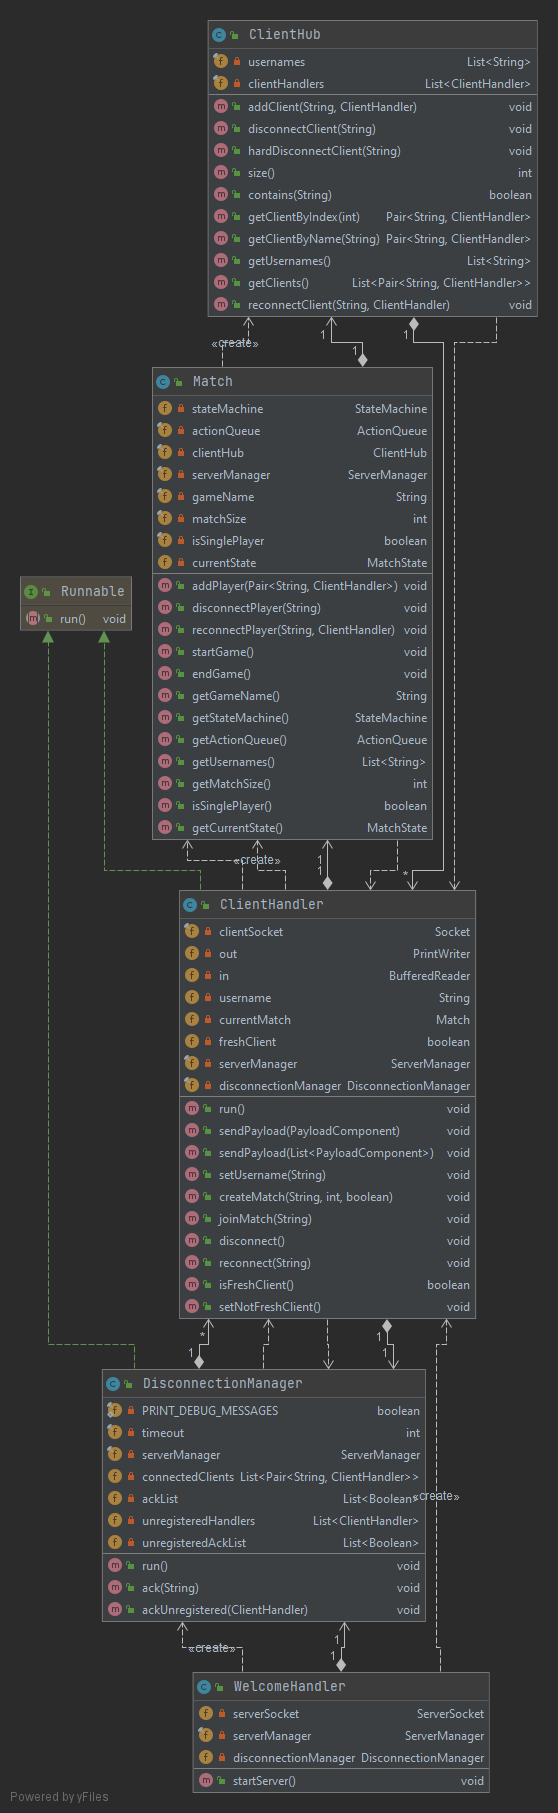 ClientHub
usernames List<String>
clientHandlers List<ClientHandler>
addClient(String, ClientHandler) void
disconnectClient(String) void
hardDisconnectClient(String) void
size() int
contains(String) boolean
getClientByIndex(int) Pair<String, ClientHandler>
getClientByName(String) Pair<String, ClientHandler>
getUsernames() List<String>
getClients() List<Pair<String, ClientHandler>>
reconnectClient(String, ClientHandler) void
«create» 1 1 1
Match
stateMachine StateMachine
actionQueue ActionQueue
clientHub ClientHub
serverManager ServerManager
gameName String
matchSize int
isSinglePlayer boolean
currentState MatchState
addPlayer(Pair<String, ClientHandler>) void
disconnectPlayer(String) void
reconnectPlayer(String, ClientHandler) void
startGame() void
endGame() void
getGameName() String
getStateMachine() StateMachine
getActionQueue() ActionQueue
getUsernames() List<String>
getMatchSize() int
isSinglePlayer() boolean
getCurrentState() MatchState
Runnable
run() void
«create» 1
1 *
ClientHandler
clientSocket Socket
out PrintWriter
in BufferedReader
username String
currentMatch Match
freshClient boolean
serverManager ServerManager
disconnectionManager DisconnectionManager
run() void
sendPayload(PayloadComponent) void
sendPayload(List<PayloadComponent>) void
setUsername(String) void
createMatch(String, int, boolean) void
joinMatch(String) void
disconnect() void
reconnect(String) void
isFreshClient() boolean
setNotFreshClient() void
* 1
1 1
DisconnectionManager
PRINT_DEBUG_MESSAGES boolean
timeout int
serverManager ServerManager
connectedClients List<Pair<String, ClientHandler>>
ackList List<Boolean>
«create»
unregisteredHandlers List<ClientHandler>
unregisteredAckList List<Boolean>
run() void
ack(String) void
ackUnregistered(ClientHandler) void
«create» 1
1
WelcomeHandler
serverSocket ServerSocket
serverManager ServerManager
disconnectionManager DisconnectionManager
startServer() void
Powered by yFiles